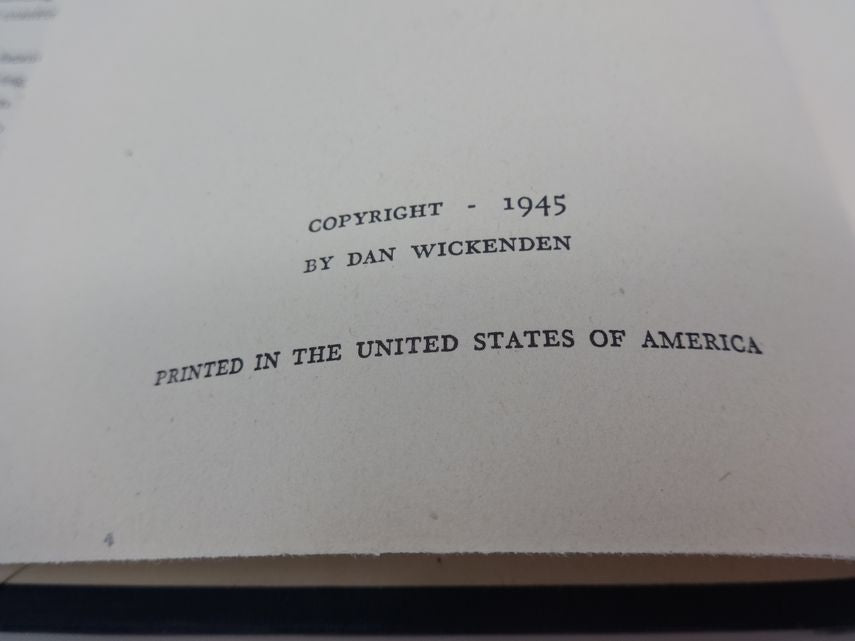 COPYRIGHT - 1945
BY DAN WICKENDEN
PRINTED IN THE UNITED STATES OF AMERICA
4